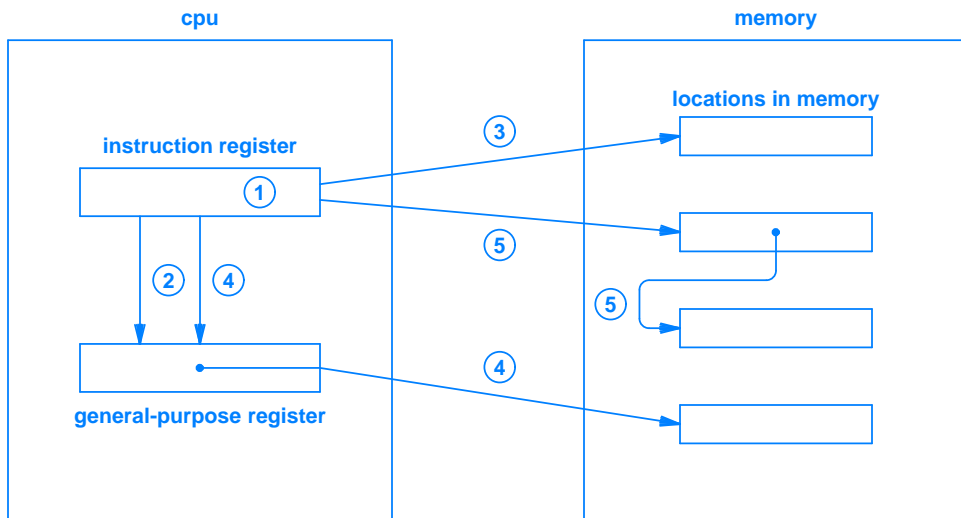 cpu
memory
locations in memory
3
instruction register
1
5
2
4
5
4
general-purpose register